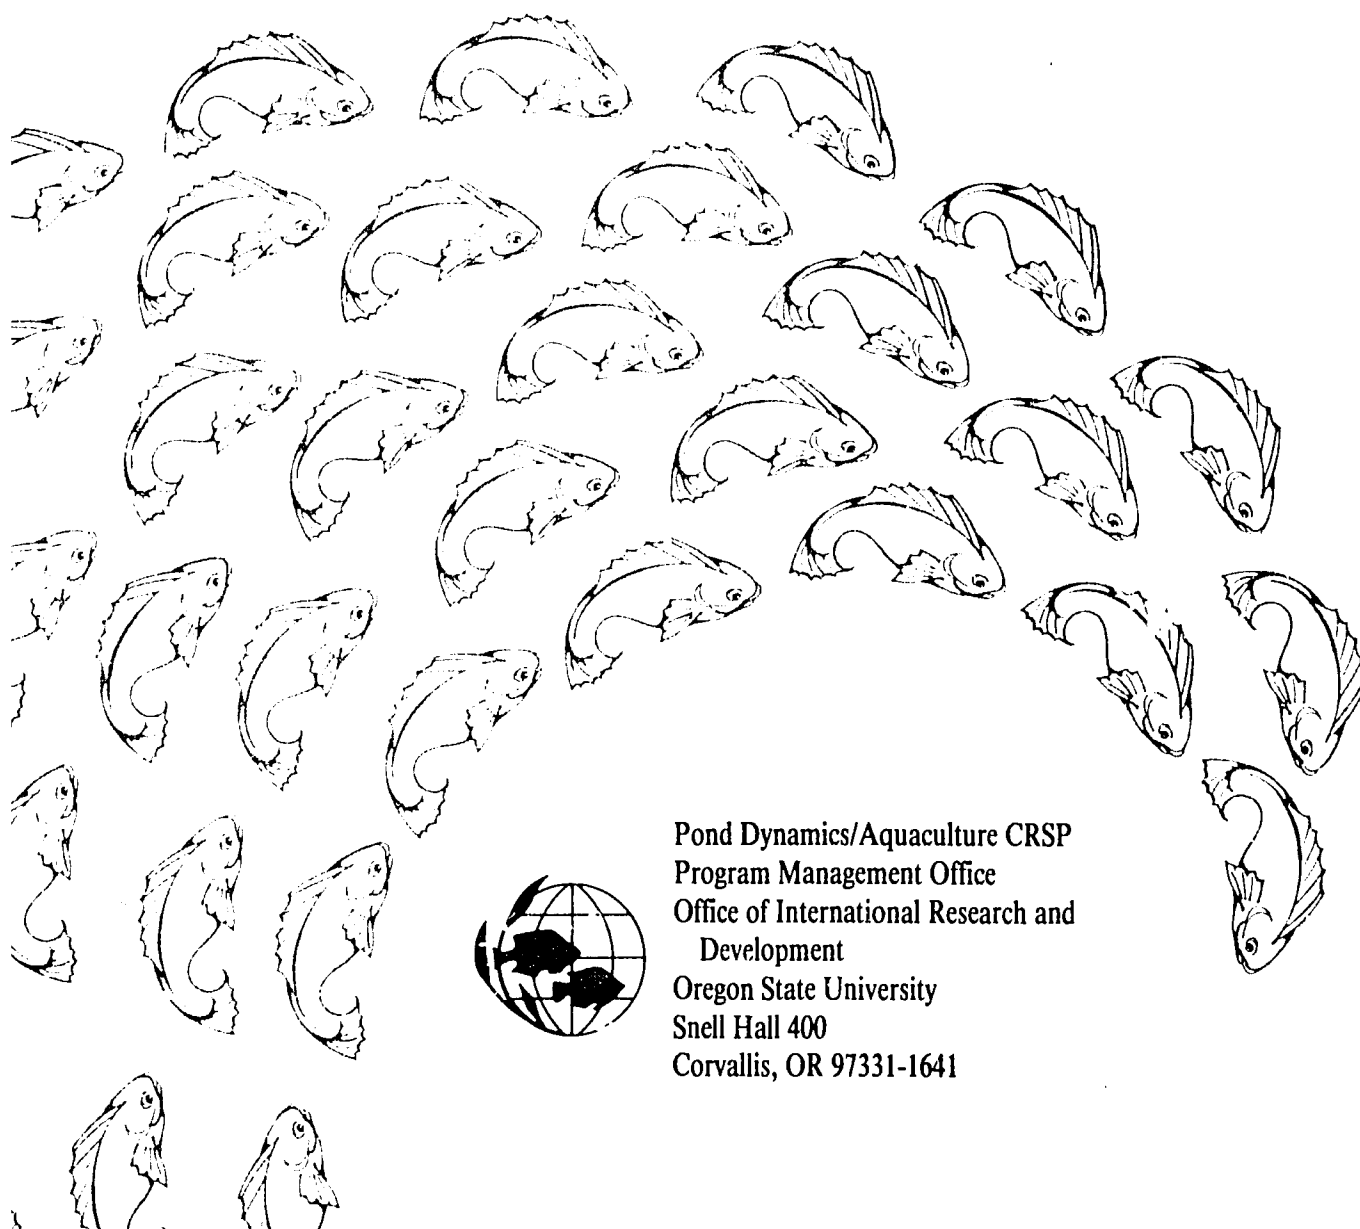 Pond Dynamics/Aquaculture CRSP
Program Management Office
Office of International Research and
Development
Oregon State University
Snell Hall 400
Corvallis, OR 97331-1641